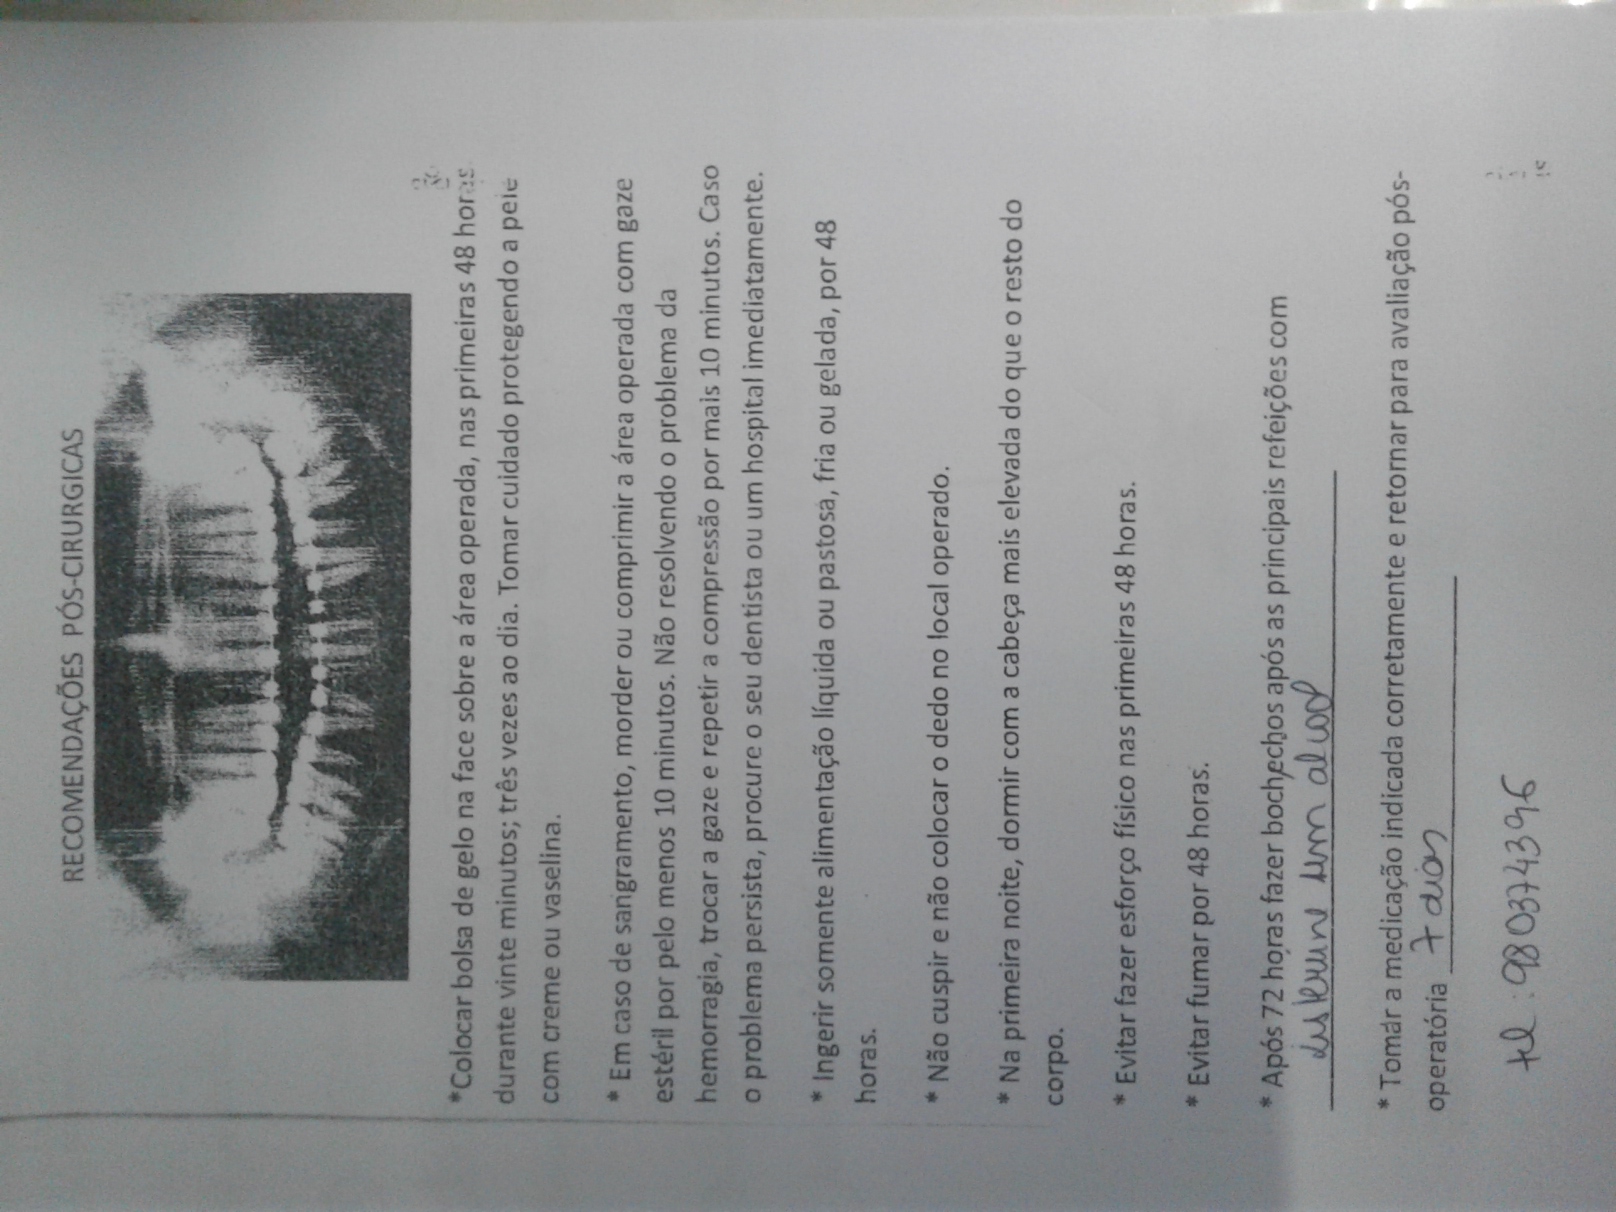 RECOMENDAÇÕES PÓS-CIRURGICAS
*Colocar bolsa de gelo na face sobre a área operada, nas primeiras 48 horas
durante vinte minutos; três vezes ao dia. Tomar cuidado protegendo a pele
com creme ou vaselina.
* Em caso de sangramento, morder ou comprimir a área operada com gaze
estéril por pelo menos 10 minutos. Não resolvendo o problema da
hemorragia, trocar a gaze e repetir a compressão por mais 10 minutos. Caso
o problema persista, procure o seu dentista ou um hospital imediatamente.
* Ingerir somente alimentação líquida ou pastosa, fria ou gelada, por 48
horas.
* Não cuspir e não colocar o dedo no local operado.
* Na primeira noite, dormir com a cabeça mais elevada do que o resto do
corpo.
* Evitar fazer esforço físico nas primeiras 48 horas.
* Evitar fumar por 48 horas.
* Após 72 horas fazer bochechos após as principais refeições com
listerine sem alcool
* Tomar a medicação indicada corretamente e retornar para avaliação pós-
operatória 7 dias
tel: 980374396